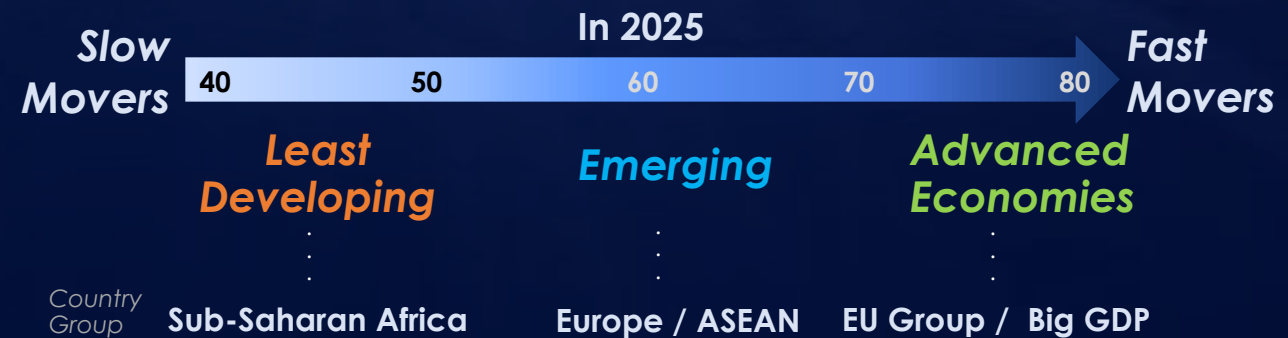 In 2025
Slow
Movers
40 50 60 70 80
Fast
Movers
Least
Developing
Emerging
Advanced
Economies
Country
Group
Sub-Saharan Africa
Europe / ASEAN
EU Group / Big GDP